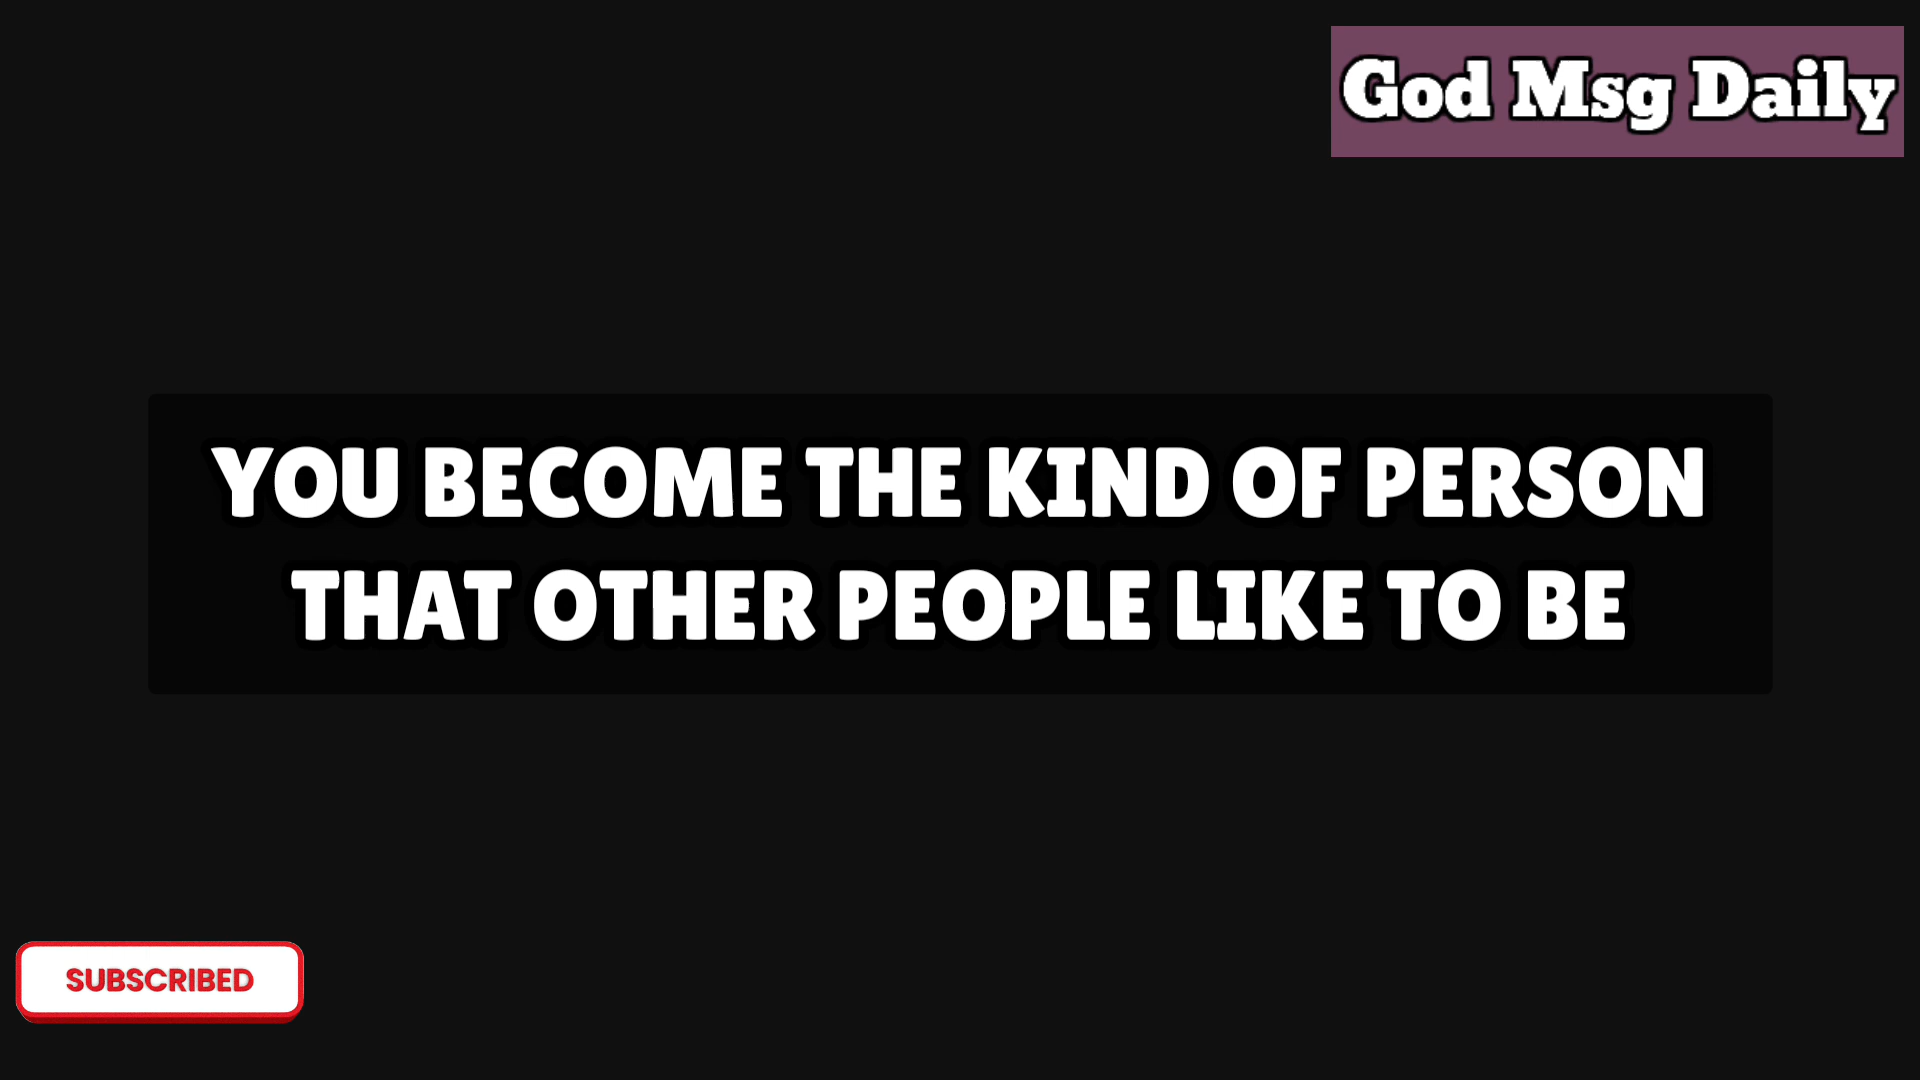 God Msg Daily
YOU BECOME THE KIND OF PERSON
THAT OTHER PEOPLE LIKE TO BE
SUBSCRIBED